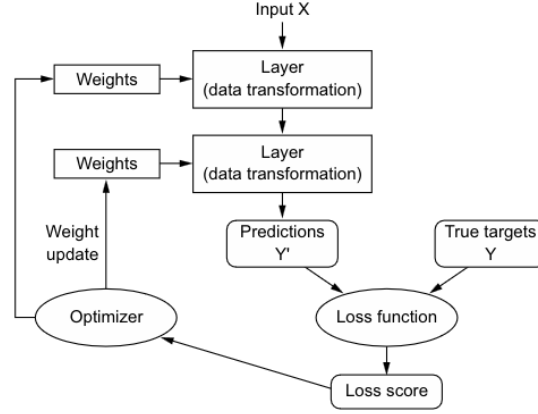 Input X
Weights
Layer
(data transformation)
Weights
Layer
(data transformation)
Weight
update
Predictions
Y'
True targets
Y
Optimizer
Loss function
Loss score